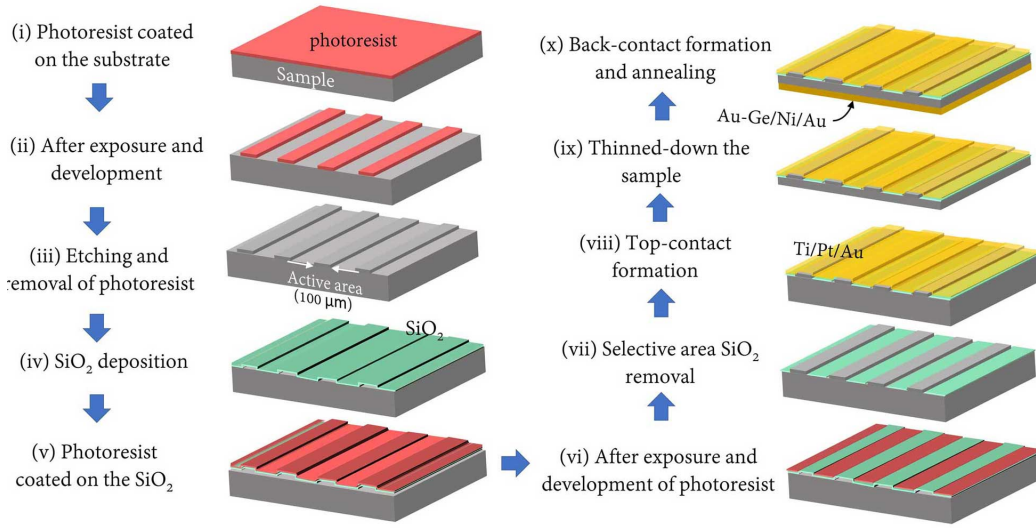 (i) Photoresist coated
on the substrate
photoresist
Sample
(ii) After exposure and
development
(iii) Etching and
removal of photoresist
Active area
(100 μm)
(iv) SiO₂ deposition
SiO₂
(v) Photoresist
coated on the SiO₂
(vi) After exposure and
development of photoresist
(vii) Selective area SiO₂
removal
(viii) Top-contact
formation
Ti/Pt/Au
(ix) Thinned-down the
sample
(x) Back-contact formation
and annealing
Au-Ge/Ni/Au